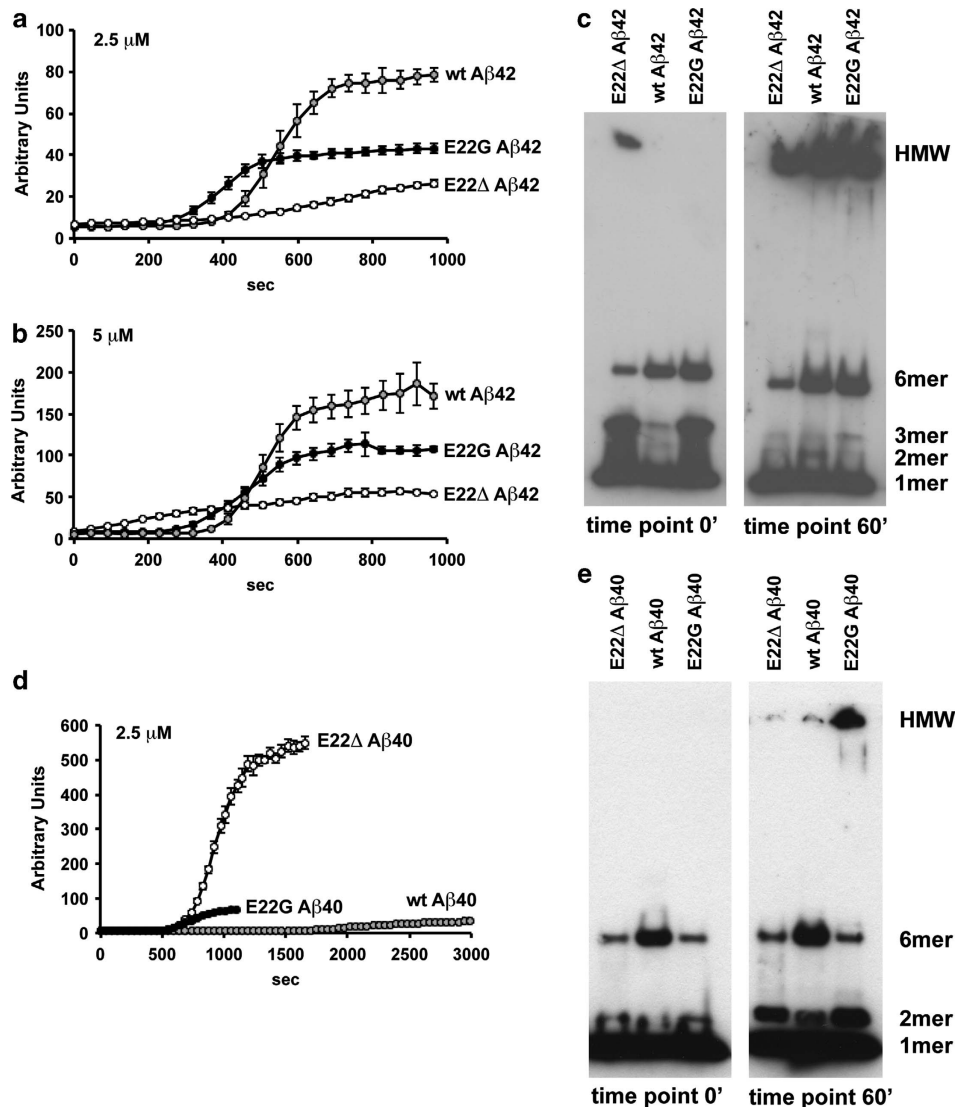 a
2.5 μM
100
80
60
40
20
0
Arbitrary Units
wt Aβ42
E22G Aβ42
E22Δ Aβ42
0 200 400 600 800 1000
sec
b
5 μM
250
200
150
100
50
0
Arbitrary Units
wt Aβ42
E22G Aβ42
E22Δ Aβ42
0 200 400 600 800 1000
sec
c
E22Δ Aβ42
wt Aβ42
E22G Aβ42
E22Δ Aβ42
wt Aβ42
E22G Aβ42
HMW
6mer
3mer
2mer
1mer
time point 0’ time point 60’
d
2.5 μM
600
500
400
300
200
100
0
Arbitrary Units
E22Δ Aβ40
E22G Aβ40
wt Aβ40
0 500 1000 1500 2000 2500 3000
sec
e
E22Δ Aβ40
wt Aβ40
E22G Aβ40
E22Δ Aβ40
wt Aβ40
E22G Aβ40
HMW
6mer
2mer
1mer
time point 0’ time point 60’